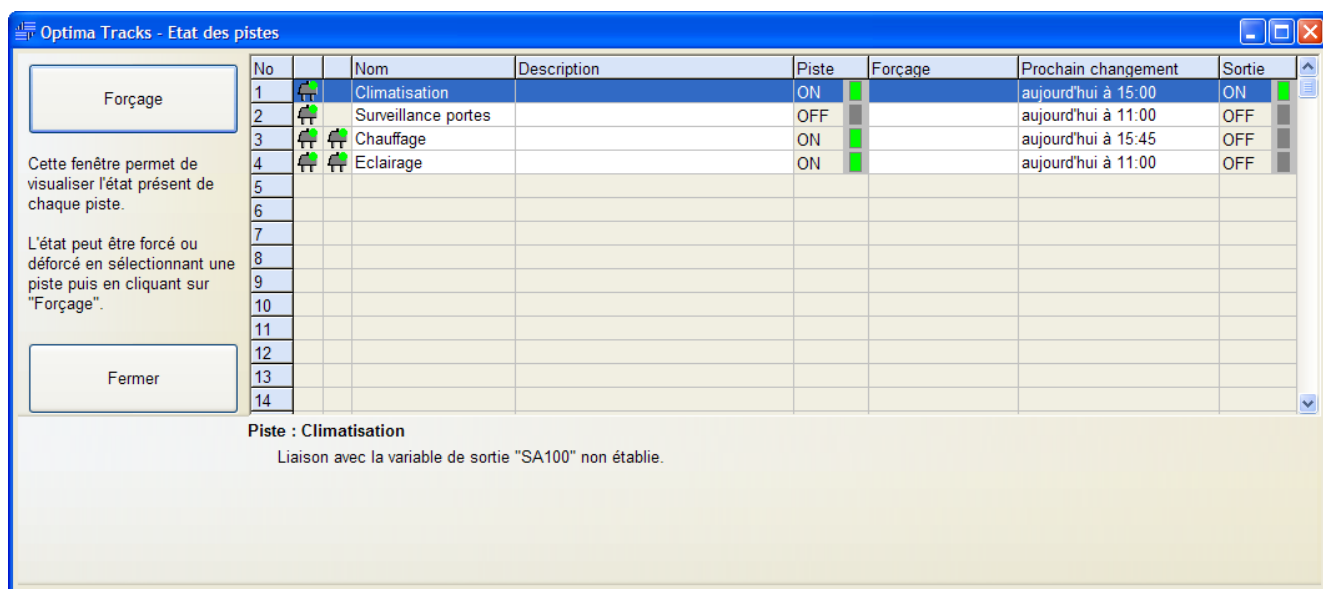 Optima Tracks - Etat des pistes
Forçage
Cette fenêtre permet de
visualiser l'état présent de
chaque piste.
L'état peut être forcé ou
déforcé en sélectionnant une
piste puis en cliquant sur
"Forçage".
Fermer
No Nom Description Piste Forçage Prochain changement Sortie
1 Climatisation ON aujourd'hui à 15:00 ON
2 Surveillance portes OFF aujourd'hui à 11:00 OFF
3 Chauffage ON aujourd'hui à 15:45 OFF
4 Eclairage ON aujourd'hui à 11:00 OFF
5
6
7
8
9
10
11
12
13
14
Piste : Climatisation
Liaison avec la variable de sortie "SA100" non établie.